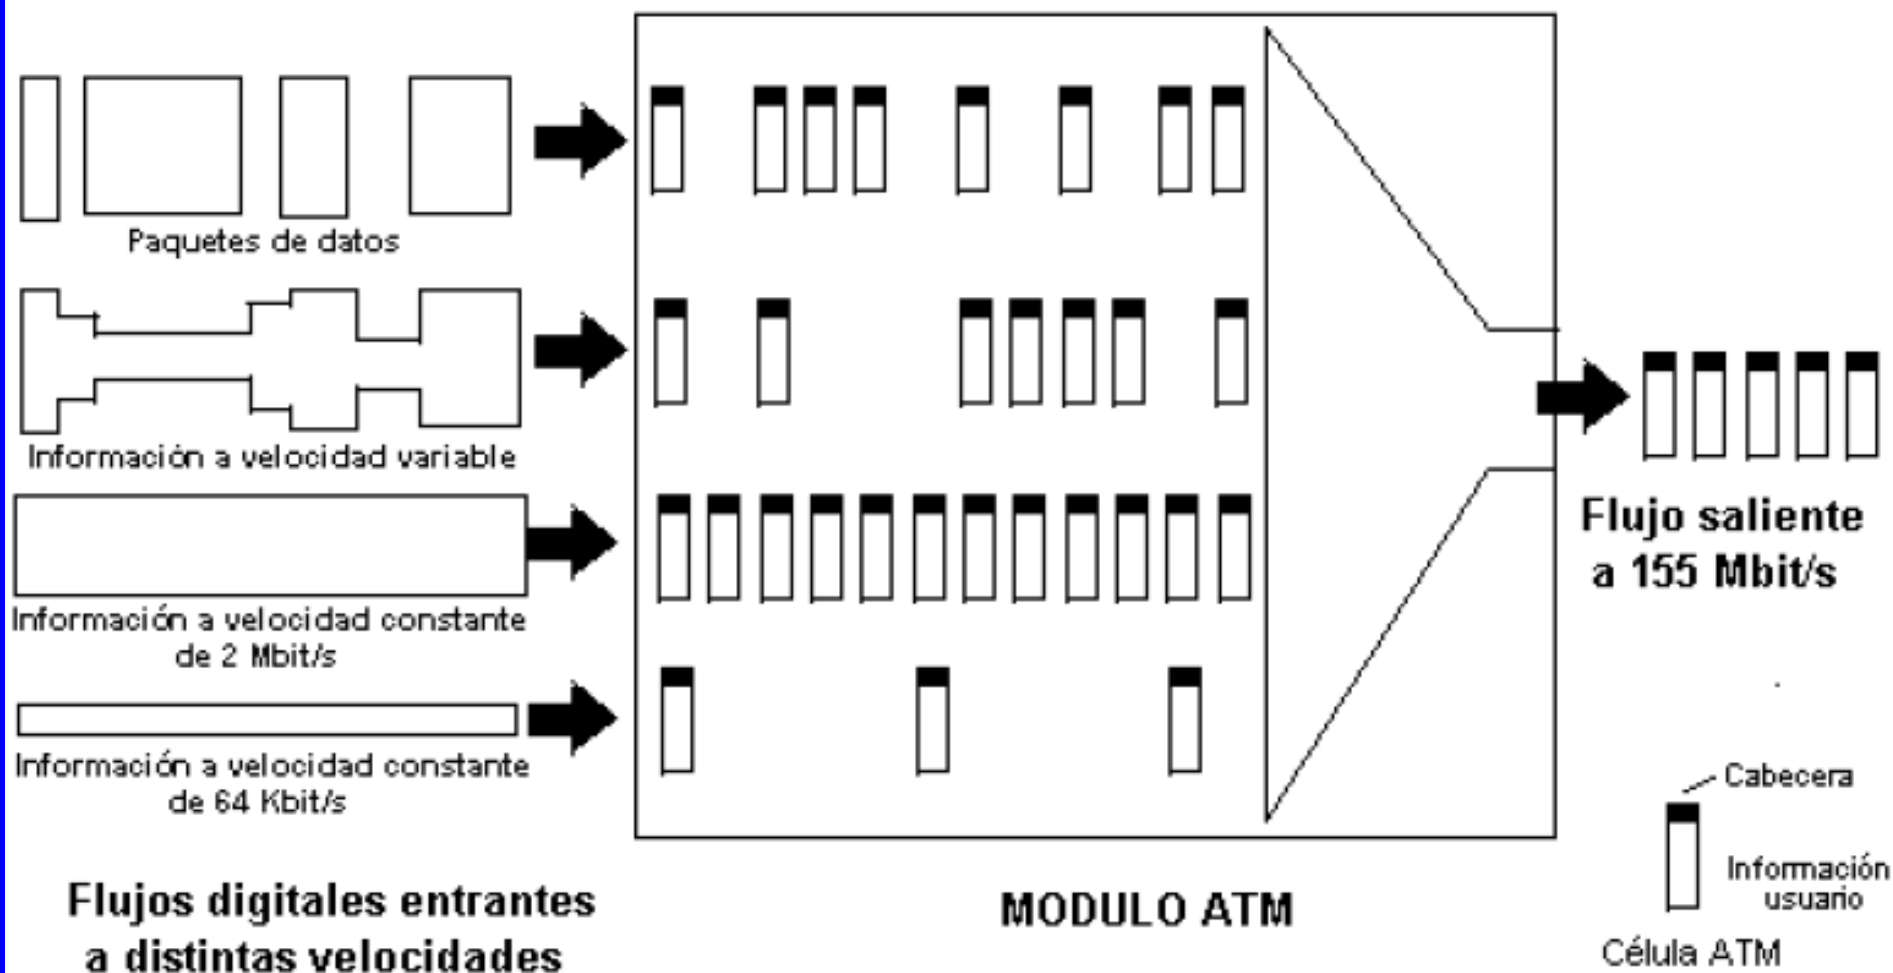 Paquetes de datos
Información a velocidad variable
Información a velocidad constante
de 2 Mbit/s
Información a velocidad constante
de 64 Kbit/s
Flujos digitales entrantes
a distintas velocidades
MODULO ATM
Flujo saliente
a 155 Mbit/s
Cabecera
Información
usuario
Célula ATM